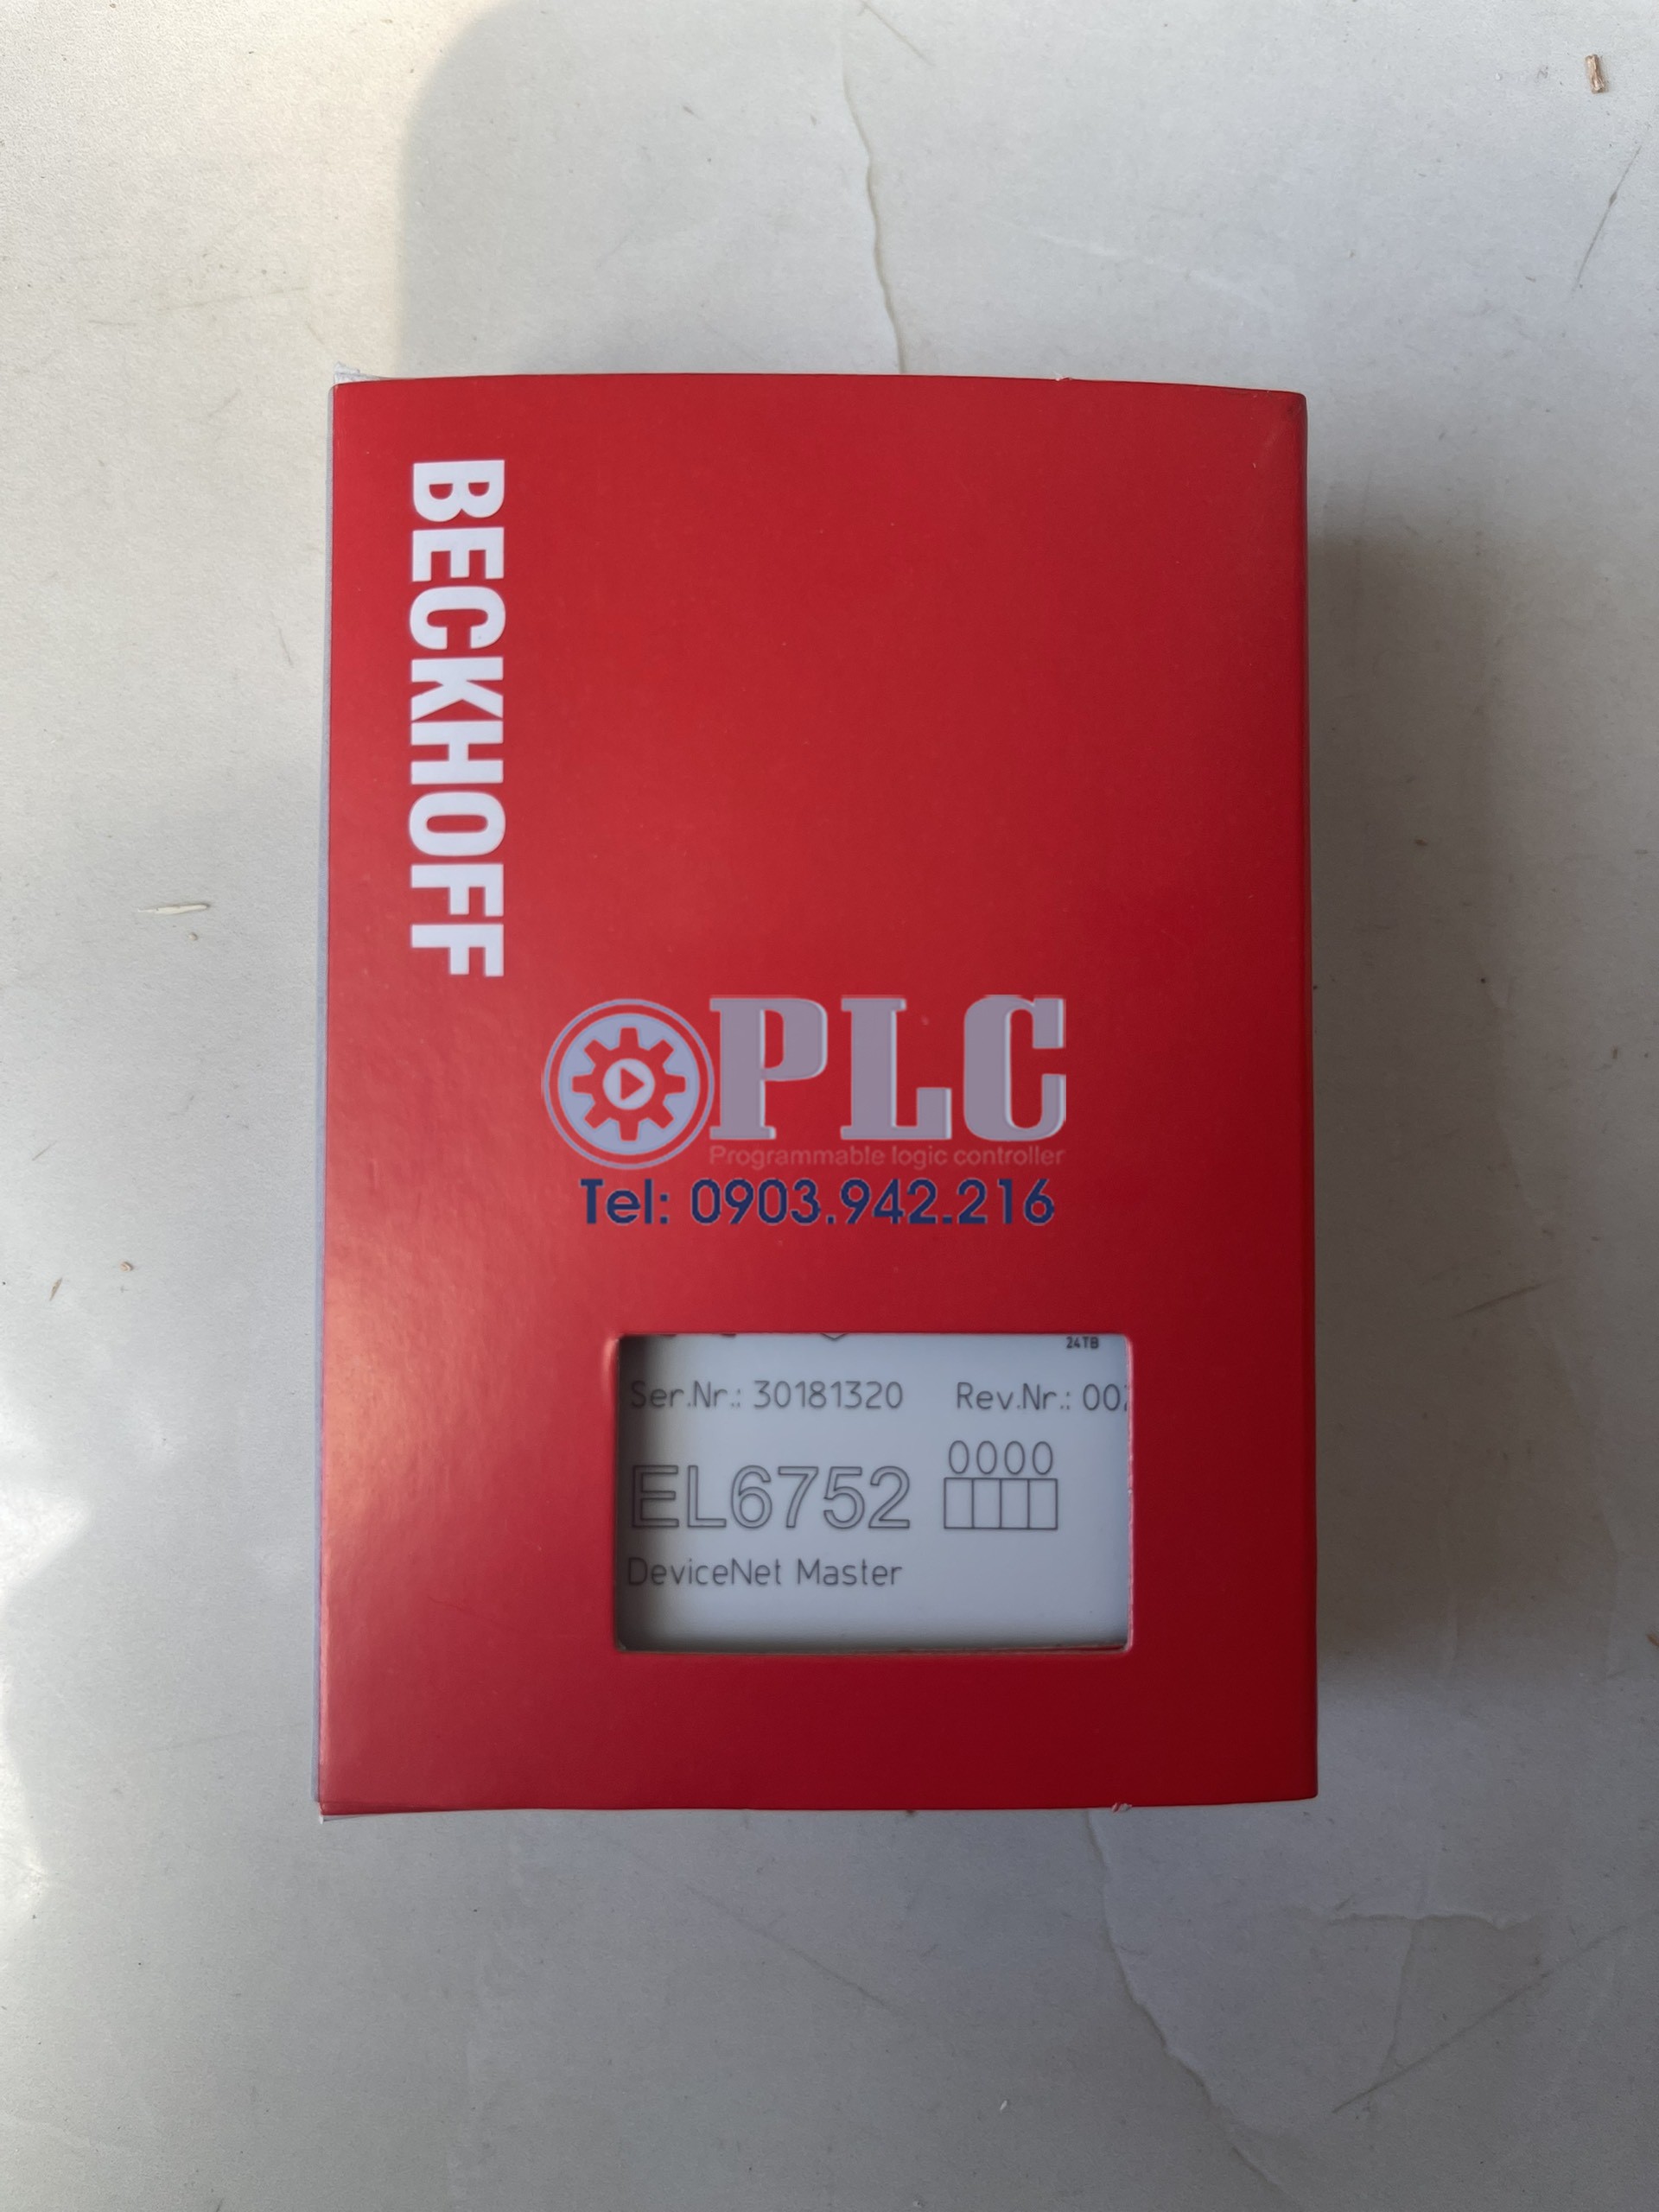 BECKHOFF
PLC
Programmable logic controller
Tel: 0903.942.216
24TB
Ser.Nr.: 30181320 Rev.Nr.: 00
0000
EL6752
DeviceNet Master